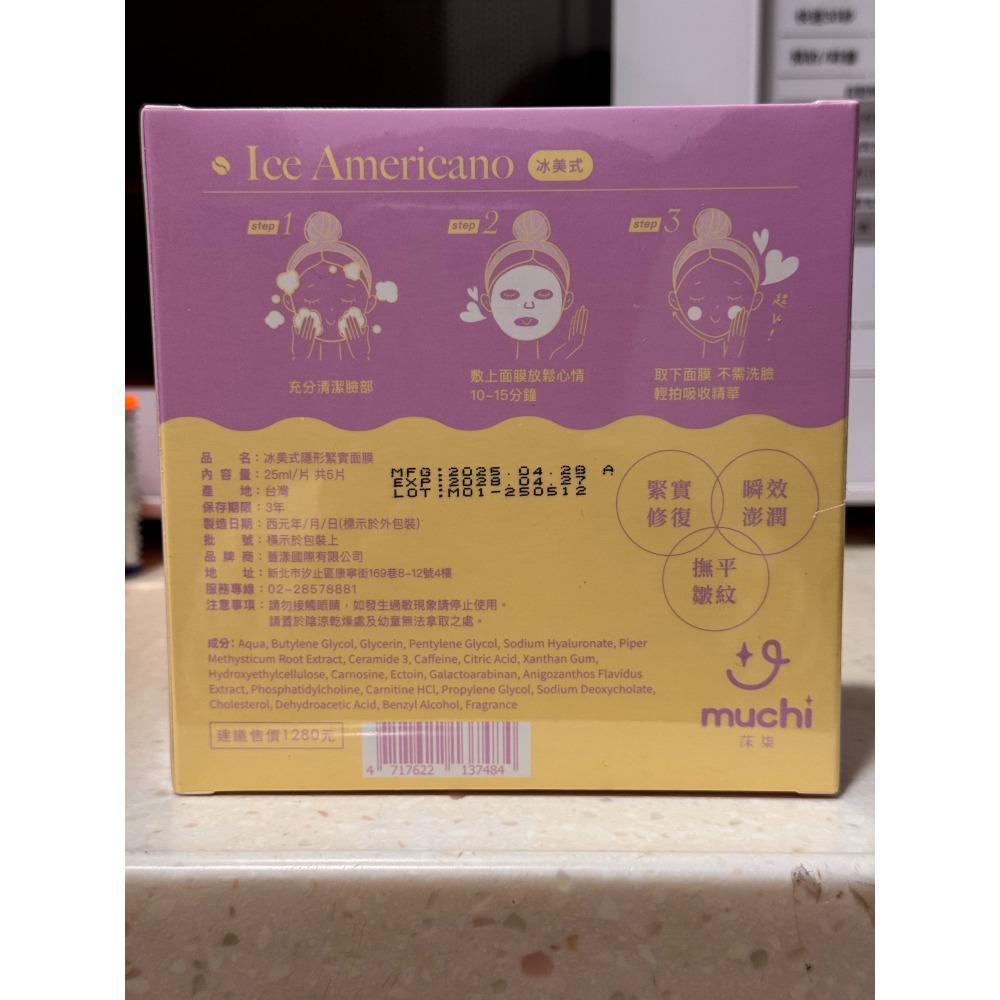 Ice Americano 冰美式
step 1
step 2
step 3
超ㄎ!
充分清潔臉部
敷上面膜放鬆心情
10-15分鐘
取下面膜 不需洗臉
輕拍吸收精華
品名：冰美式隱形緊實面膜
內容量：25ml/片 共5片
產地：台灣
保存期限：3年
製造日期：西元年/月/日(標示於外包裝)
批號：標示於包裝上
品牌商：薑漾國際有限公司
地址：新北市汐止區康寧街169巷8-12號4樓
服務專線：02-28578881
注意事項：請勿接觸眼睛，如發生過敏現象請停止使用。
請置於陰涼乾燥處及幼童無法拿取之處。
MFG:2025.04.28 A
EXP:2028.04.27
LOT:M01-250512
緊實
修復
瞬效
澎潤
撫平
皺紋
成分：Aqua, Butylene Glycol, Glycerin, Pentylene Glycol, Sodium Hyaluronate, Piper
Methysticum Root Extract, Ceramide 3, Caffeine, Citric Acid, Xanthan Gum,
Hydroxyethylcellulose, Carnosine, Ectoin, Galactoarabinan, Anigozanthos Flavidus
Extract, Phosphatidylcholine, Carnitine HCl, Propylene Glycol, Sodium Deoxycholate,
Cholesterol, Dehydroacetic Acid, Benzyl Alcohol, Fragrance
建議售價1280元
4 717622 137484
muchi
莯柒